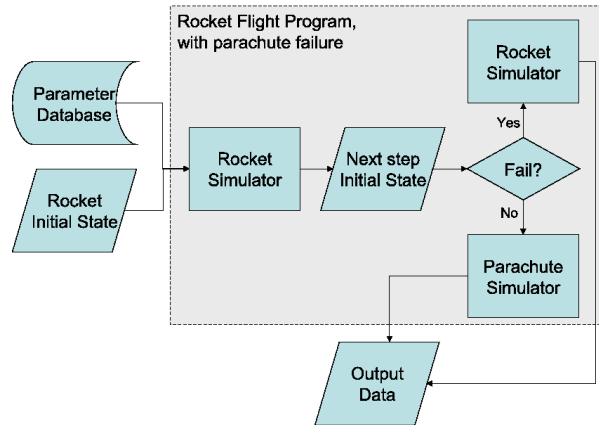 Rocket Flight Program,
with parachute failure
Parameter
Database
Rocket
Initial State
Rocket
Simulator
Next step
Initial State
Fail?
Yes
Rocket
Simulator
No
Parachute
Simulator
Output
Data